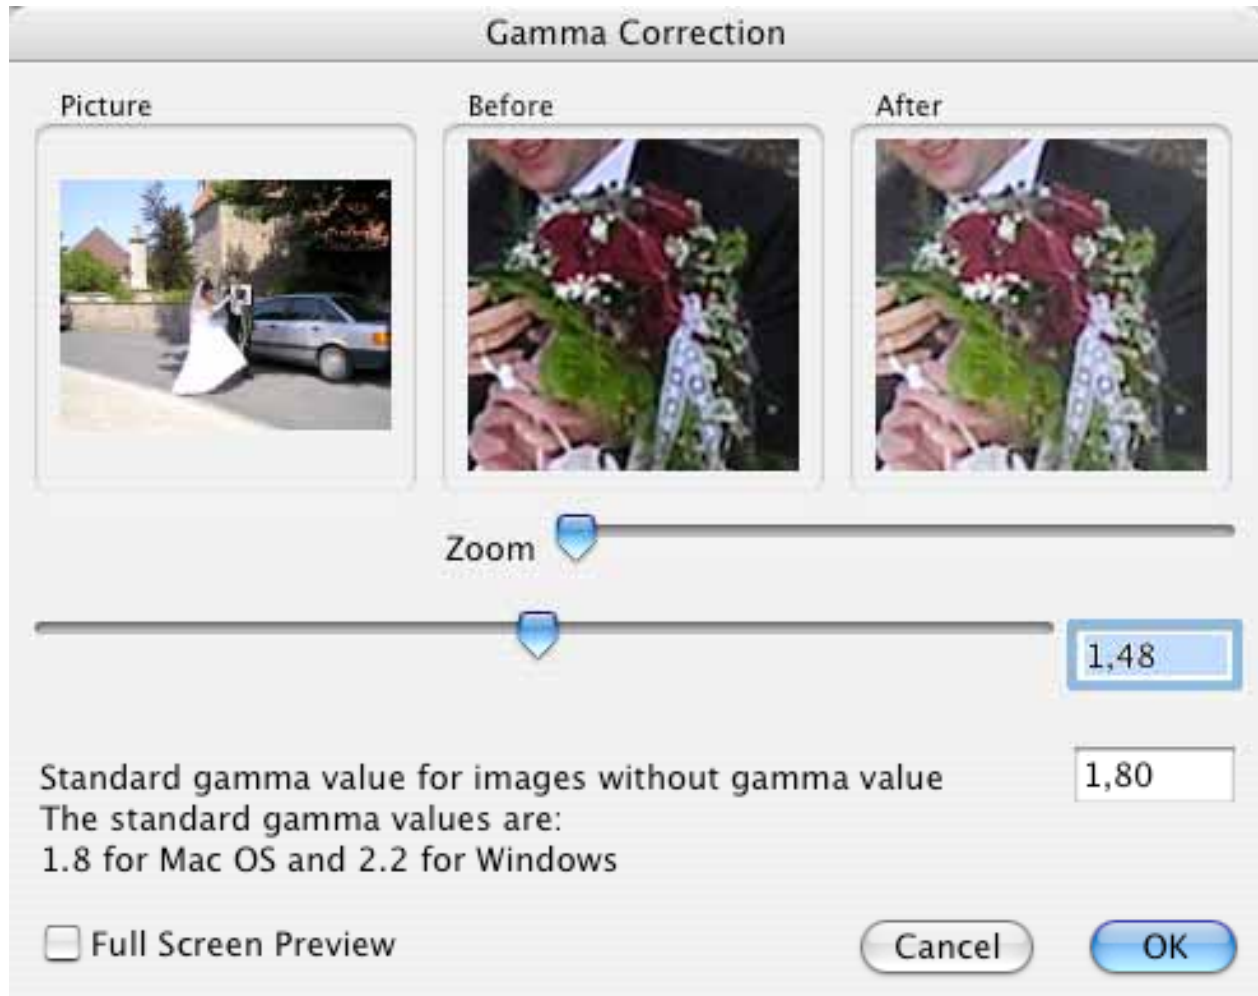 Gamma Correction
Picture
Before
After
Zoom
1,48
Standard gamma value for images without gamma value
1,80
The standard gamma values are:
1.8 for Mac OS and 2.2 for Windows
Full Screen Preview
Cancel
OK